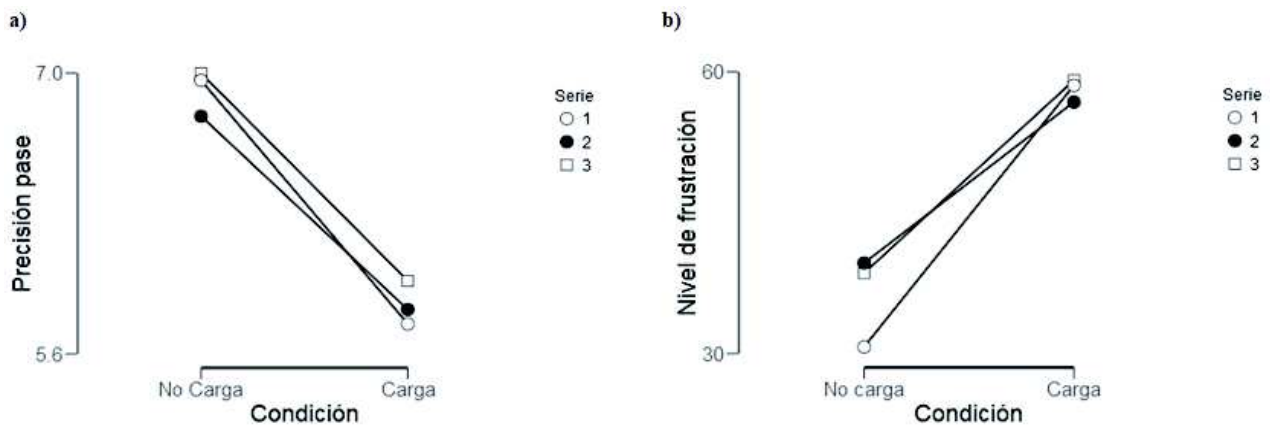 a)
7.0
5.6
Precisión pase
No Carga
Carga
Condición
Serie
1
2
3
b)
60
30
Nivel de frustración
No carga
Carga
Condición
Serie
1
2
3